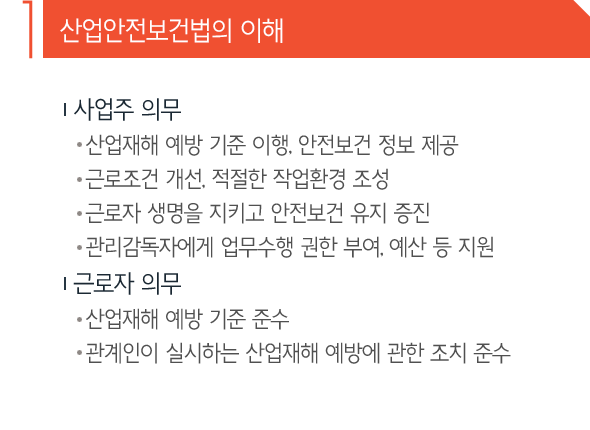 1 산업안전보건법의 이해
사업주 의무
• 산업재해 예방 기준 이행, 안전보건 정보 제공
• 근로조건 개선, 적절한 작업환경 조성
• 근로자 생명을 지키고 안전보건 유지 증진
• 관리감독자에게 업무수행 권한 부여, 예산 등 지원
근로자 의무
• 산업재해 예방 기준 준수
• 관계인이 실시하는 산업재해 예방에 관한 조치 준수